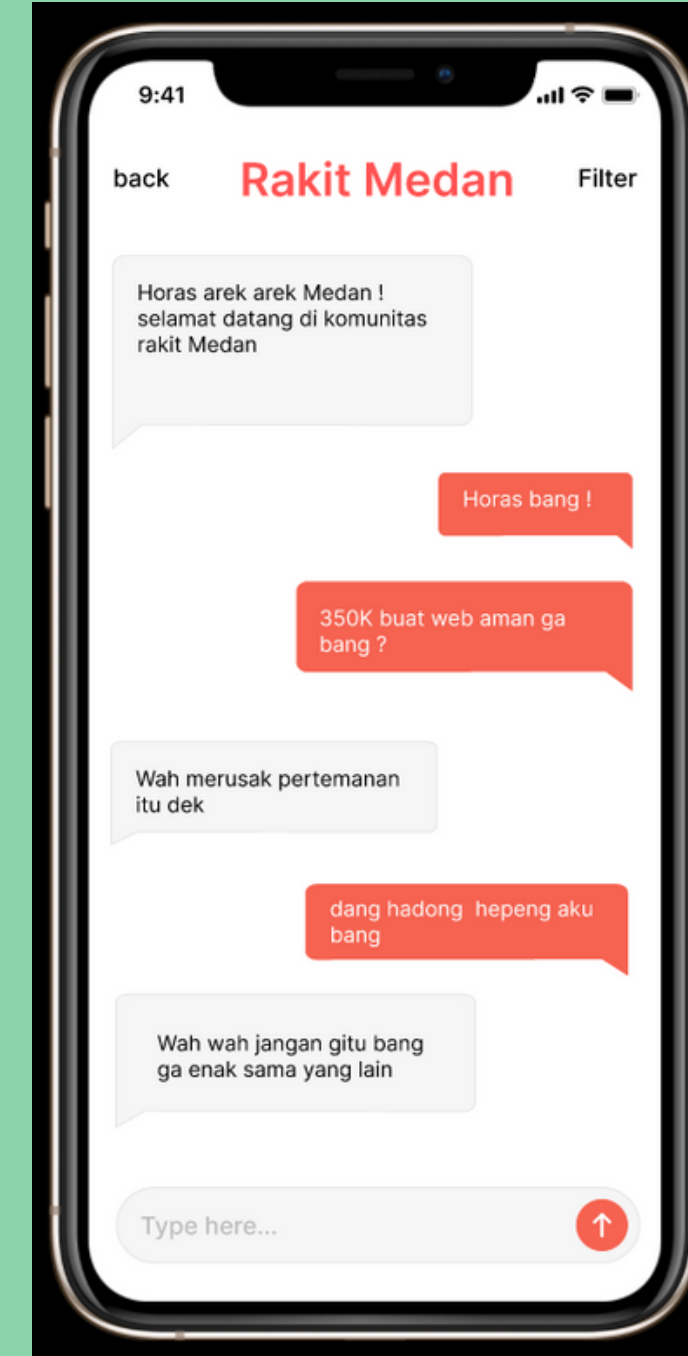 9:41
back Rakit Medan Filter
Horas arek arek Medan !
selamat datang di komunitas
rakit Medan
Horas bang !
350K buat web aman ga
bang ?
Wah merusak pertemanan
itu dek
dang hadong hepeng aku
bang
Wah wah jangan gitu bang
ga enak sama yang lain
Type here...